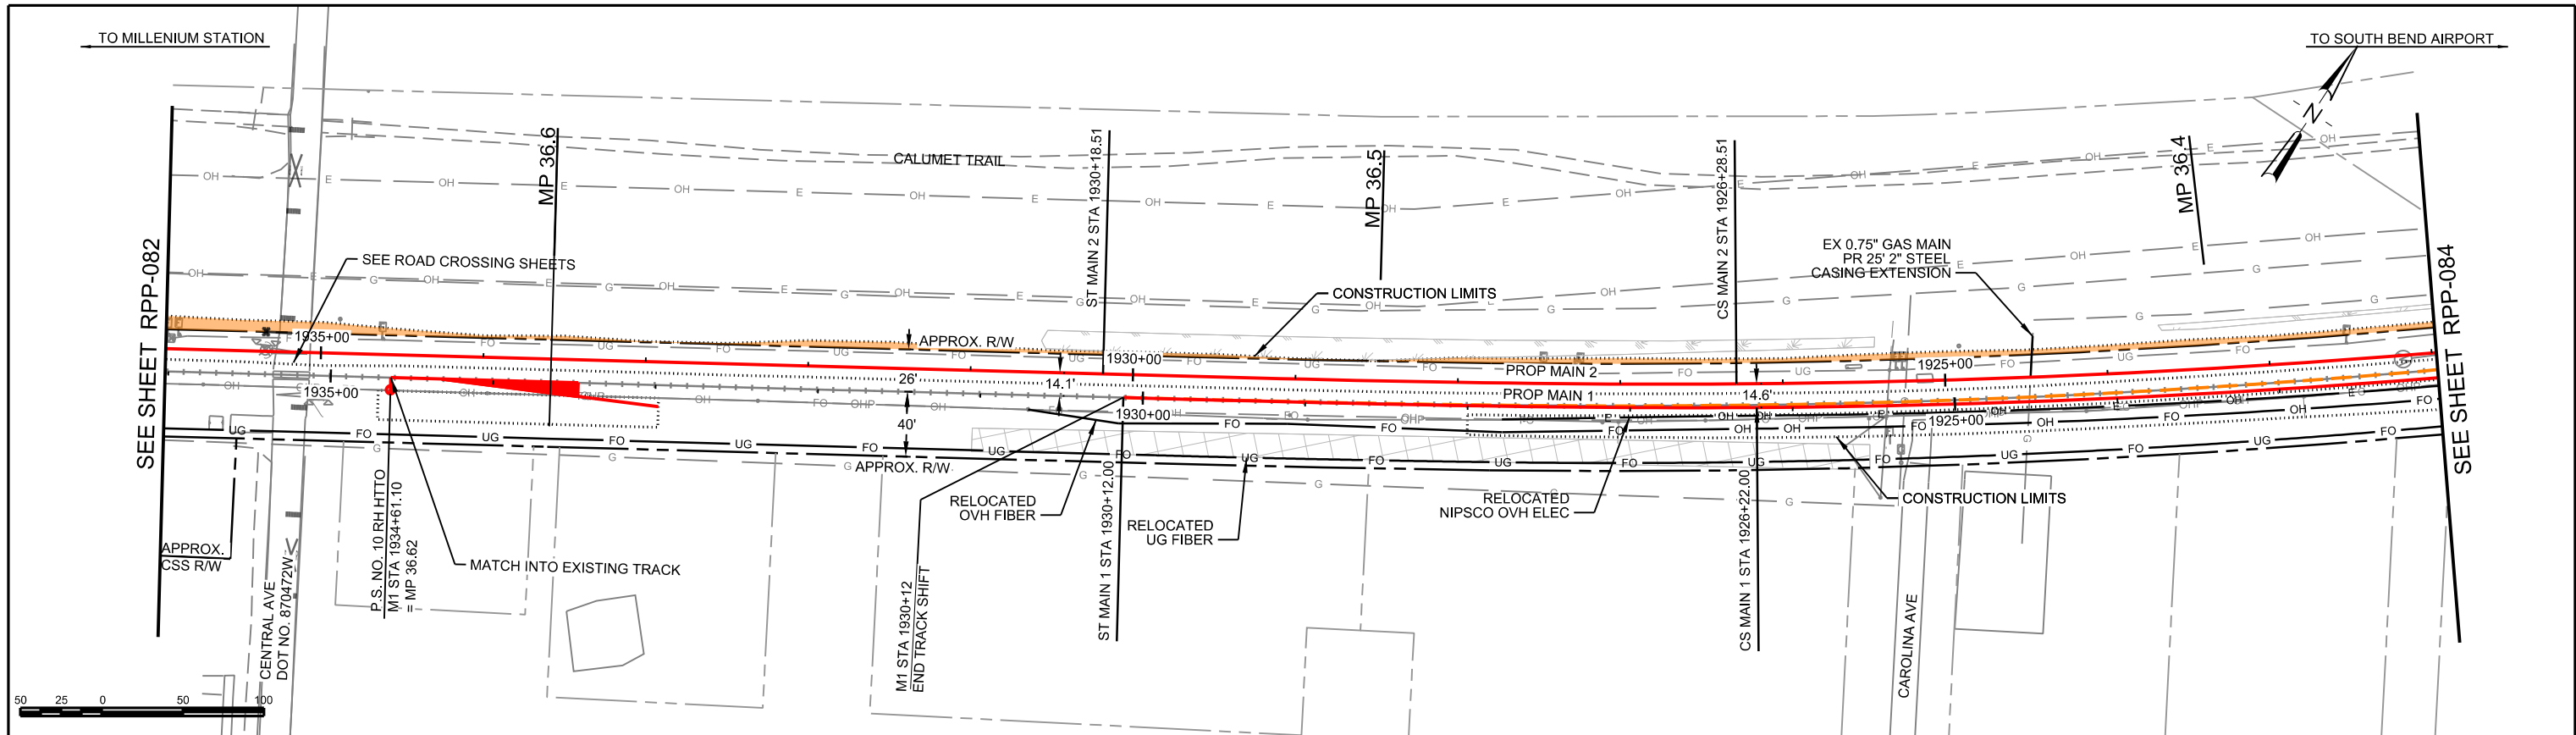 TO MILLENIUM STATION
TO SOUTH BEND AIRPORT
N
SEE SHEET RPP-082
SEE SHEET RPP-084
MP 36.6
MP 36.5
MP 36.4
CALUMET TRAIL
ST MAIN 2 STA 1930+18.51
CS MAIN 2 STA 1926+28.51
SEE ROAD CROSSING SHEETS
CONSTRUCTION LIMITS
EX 0.75" GAS MAIN
PR 25' 2" STEEL
CASING EXTENSION
1935+00
APPROX. R/W
1930+00
PROP MAIN 2
1925+00
1935+00
26'
14.1'
PROP MAIN 1
14.6'
1930+00
1925+00
40'
APPROX. R/W
RELOCATED
OVH FIBER
RELOCATED
UG FIBER
RELOCATED
NIPSCO OVH ELEC
CONSTRUCTION LIMITS
APPROX.
CSS R/W
CENTRAL AVE
DOT NO. 870472W
P.S. NO. 10 RH HTTO
M1 STA 1934+61.10
= MP 36.62
MATCH INTO EXISTING TRACK
M1 STA 1930+12
END TRACK SHIFT
ST MAIN 1 STA 1930+12.00
CS MAIN 1 STA 1926+22.00
CAROLINA AVE
50 25 0 50 100